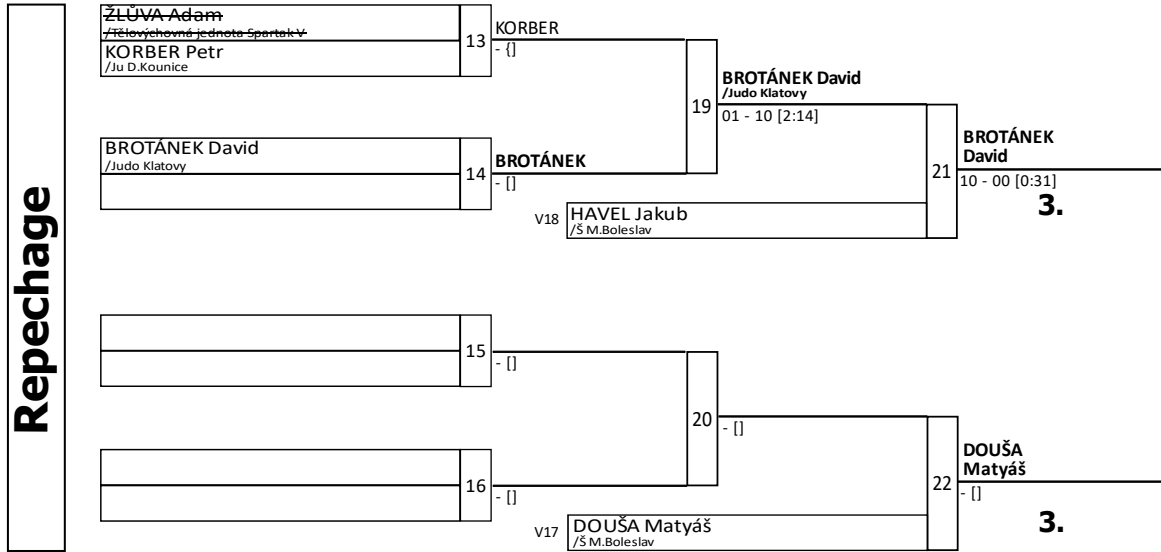 Repechage
ŽLŮVA Adam
/Tělovýchovná jednota Spartak V
KORBER Petr
/Ju D.Kounice
13
KORBER
- {]
BROTÁNEK David
/Judo Klatovy
14
BROTÁNEK
- []
19
BROTÁNEK David
/Judo Klatovy
01 - 10 [2:14]
V18
HAVEL Jakub
/Š M.Boleslav
21
BROTÁNEK
David
10 - 00 [0:31]
3.
15
- []
16
- []
20
- []
V17
DOUŠA Matyáš
/Š M.Boleslav
22
DOUŠA
Matyáš
- []
3.